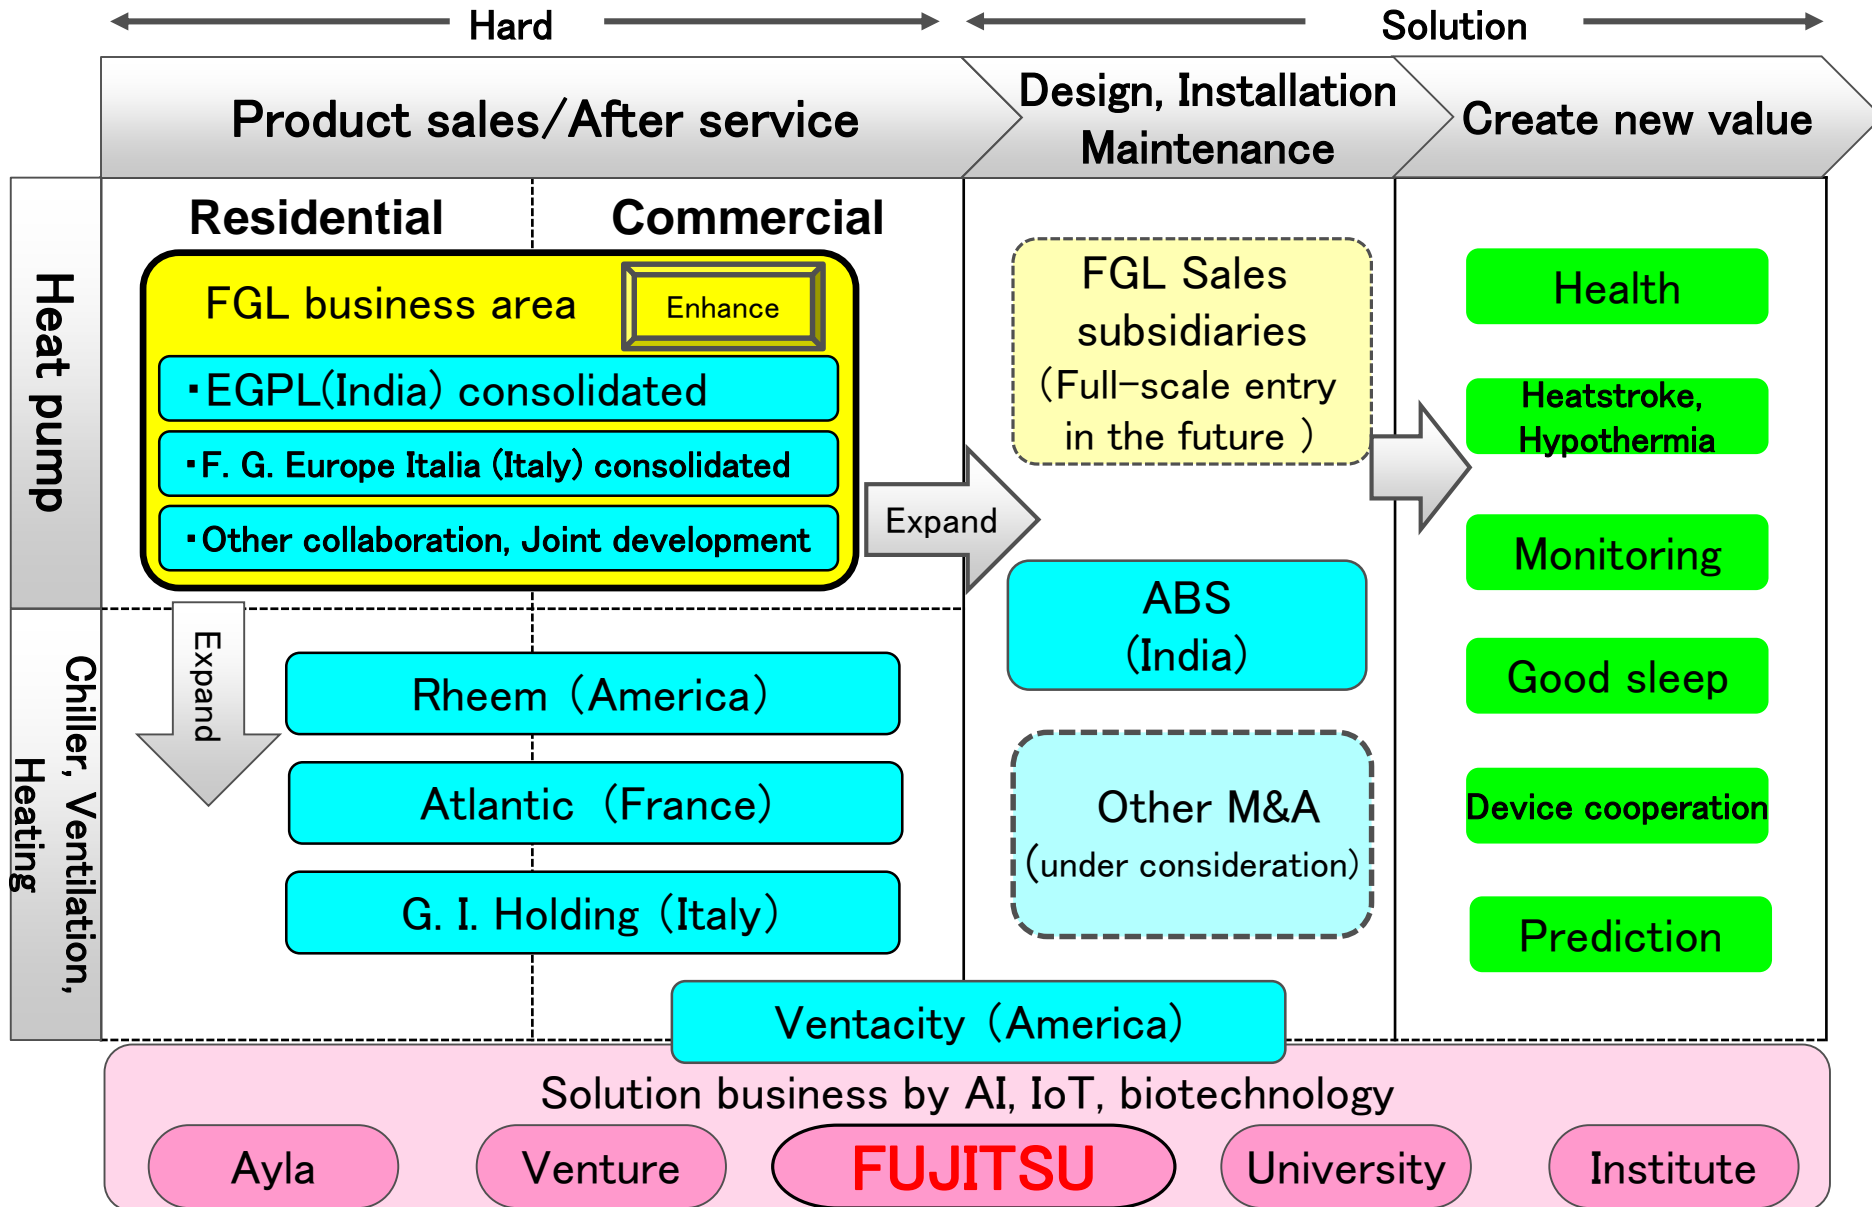 Hard
Solution
Product sales/After service
Design, Installation
Maintenance
Create new value
Heat pump
Residential
Commercial
FGL business area
Enhance
・EGPL(India) consolidated
・F. G. Europe Italia (Italy) consolidated
・Other collaboration, Joint development
Expand
FGL Sales
subsidiaries
(Full-scale entry
in the future )
ABS
(India)
Other M&A
(under consideration)
Health
Heatstroke,
Hypothermia
Monitoring
Good sleep
Device cooperation
Prediction
Chiller, Ventilation,
Heating
Expand
Rheem (America)
Atlantic (France)
G. I. Holding (Italy)
Ventacity (America)
Solution business by AI, IoT, biotechnology
Ayla
Venture
FUJITSU
University
Institute